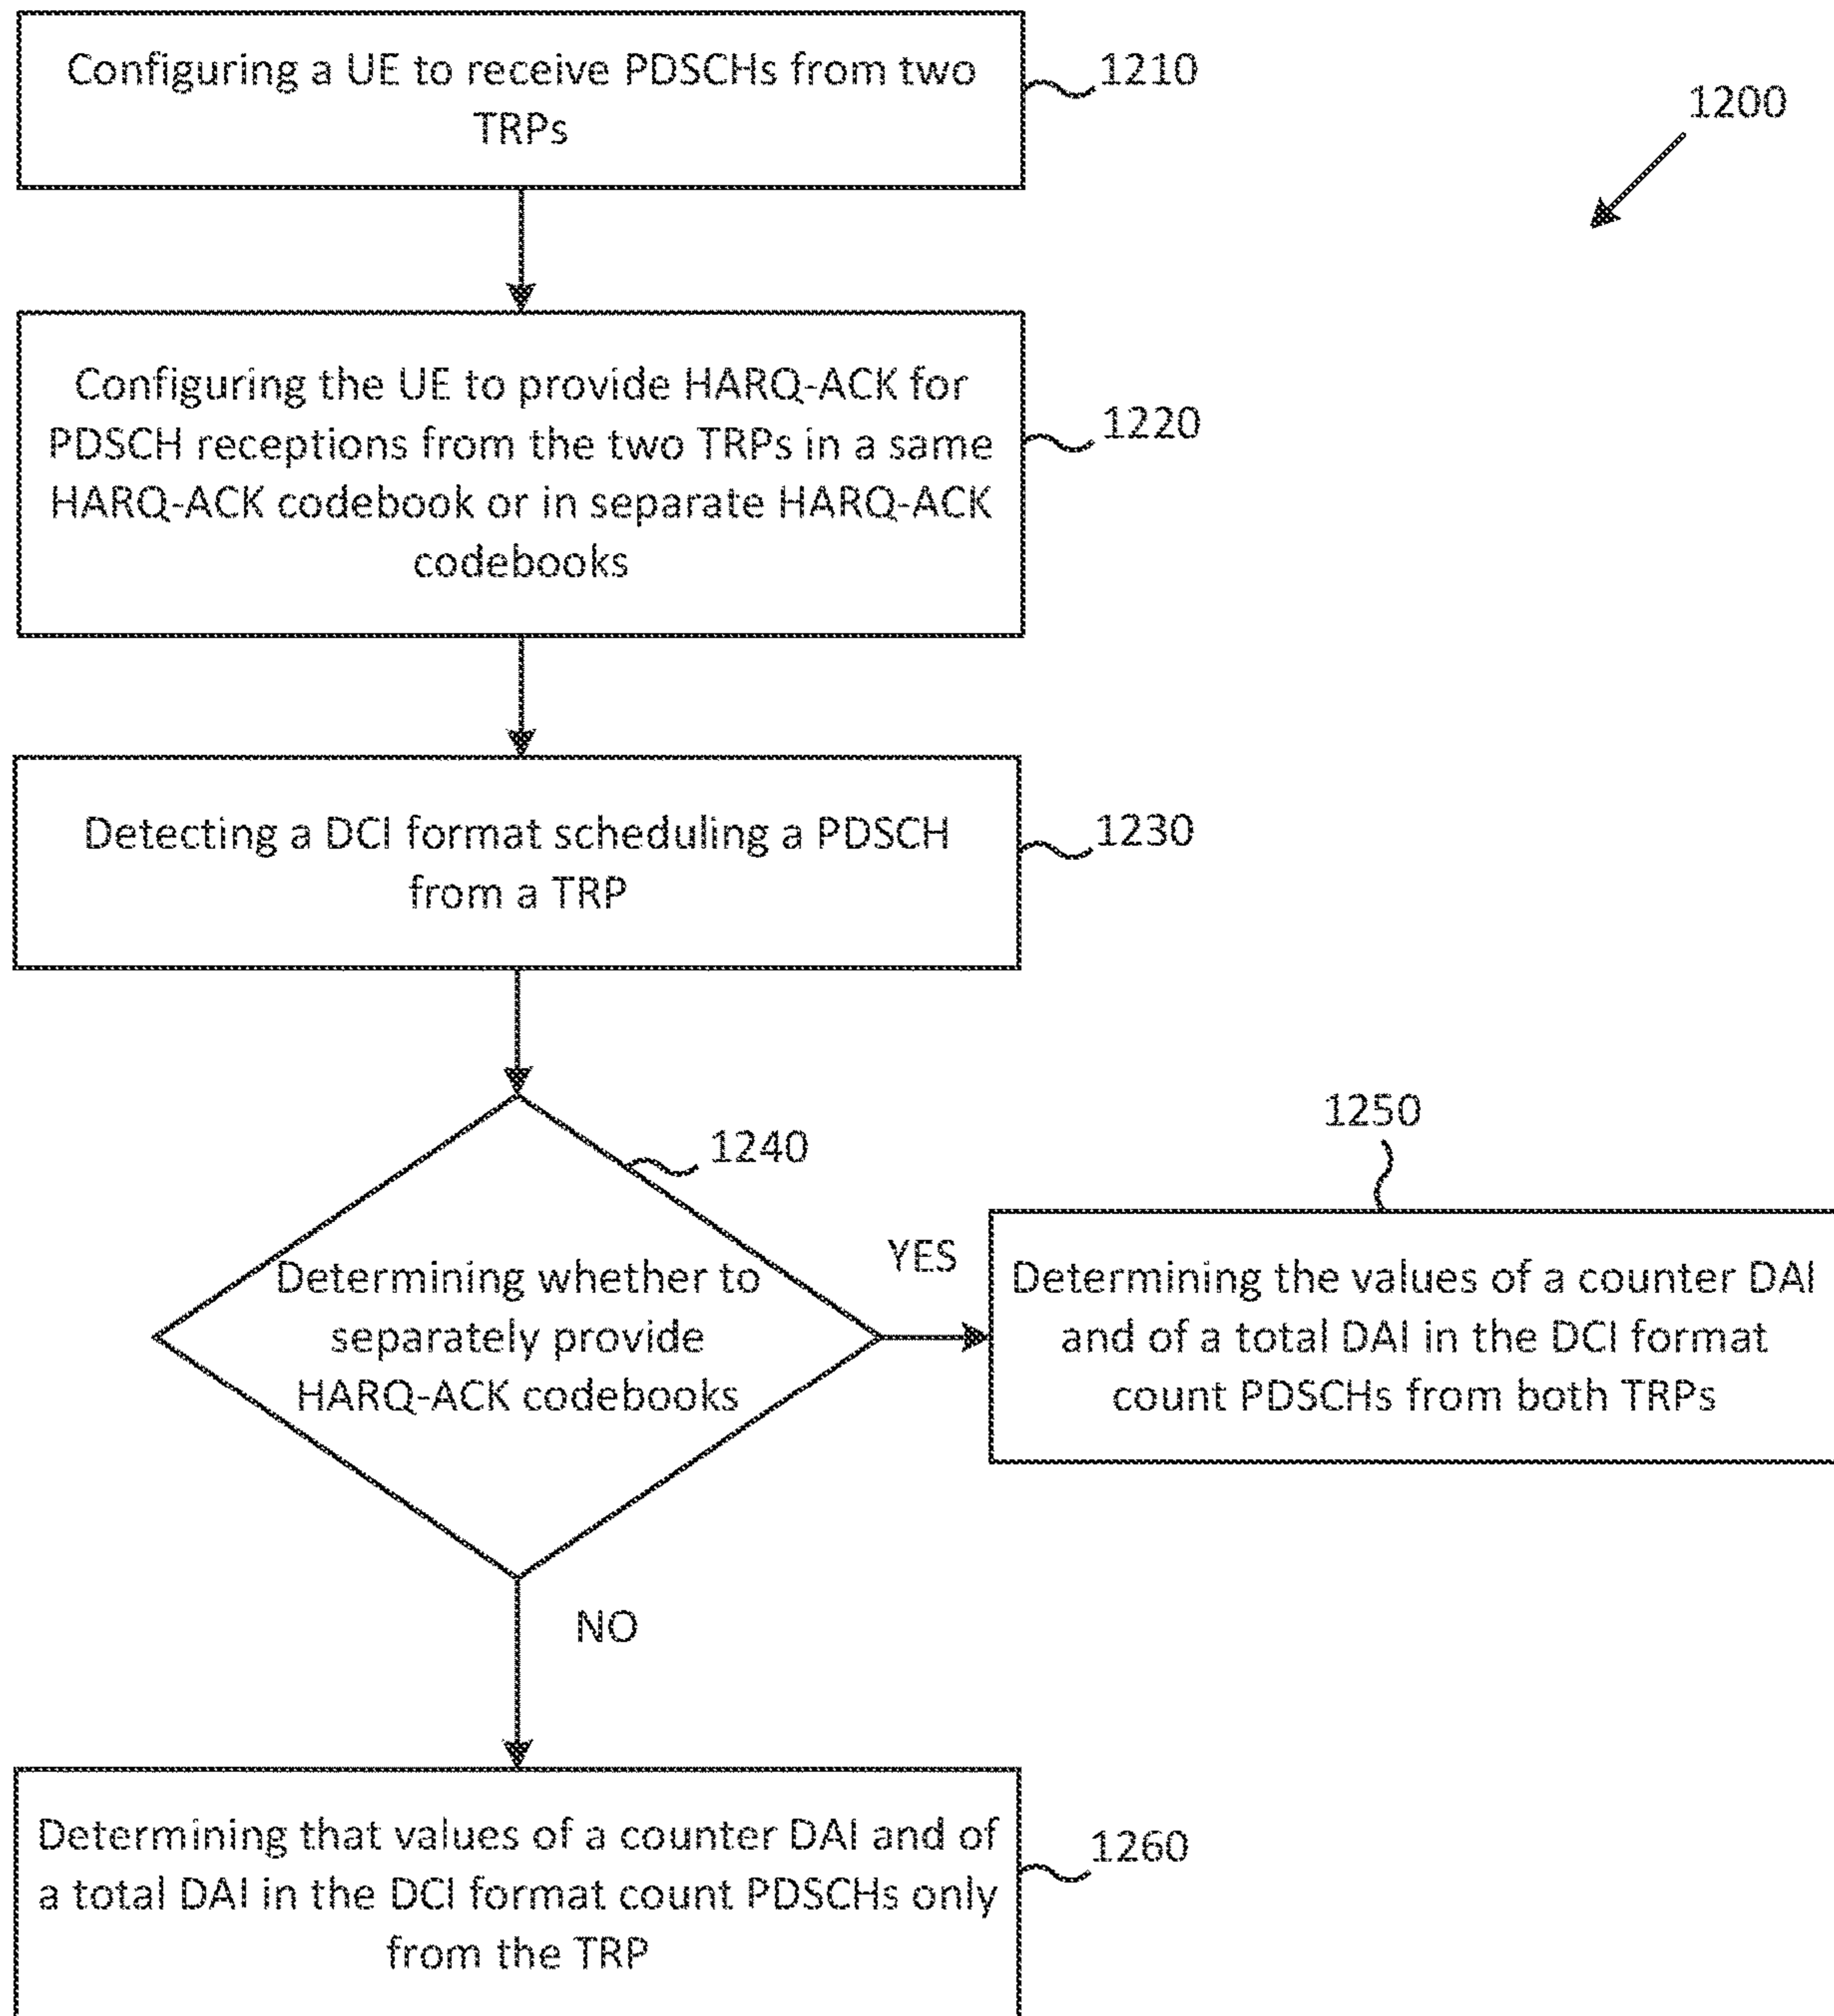 Configuring a UE to receive PDSCHs from two
TRPs
1210
1200
Configuring the UE to provide HARQ-ACK for
PDSCH receptions from the two TRPs in a same
HARQ-ACK codebook or in separate HARQ-ACK
codebooks
1220
Detecting a DCI format scheduling a PDSCH
from a TRP
1230
1240
Determining whether to
separately provide
HARQ-ACK codebooks
YES
1250
Determining the values of a counter DAI
and of a total DAI in the DCI format
count PDSCHs from both TRPs
NO
Determining that values of a counter DAI and of
a total DAI in the DCI format count PDSCHs only
from the TRP
1260